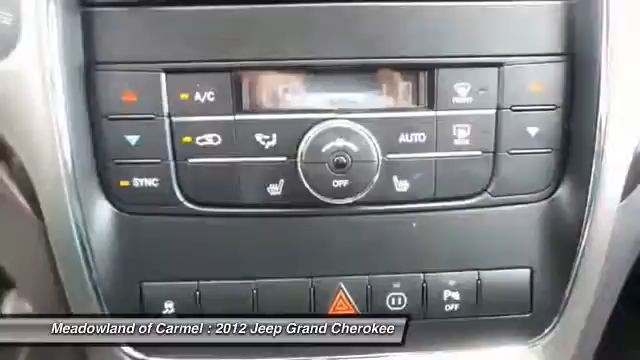 A/C
FRONT
AUTO
REAR
SYNC
OFF
OFF
Meadowland of Carmel : 2012 Jeep Grand Cherokee